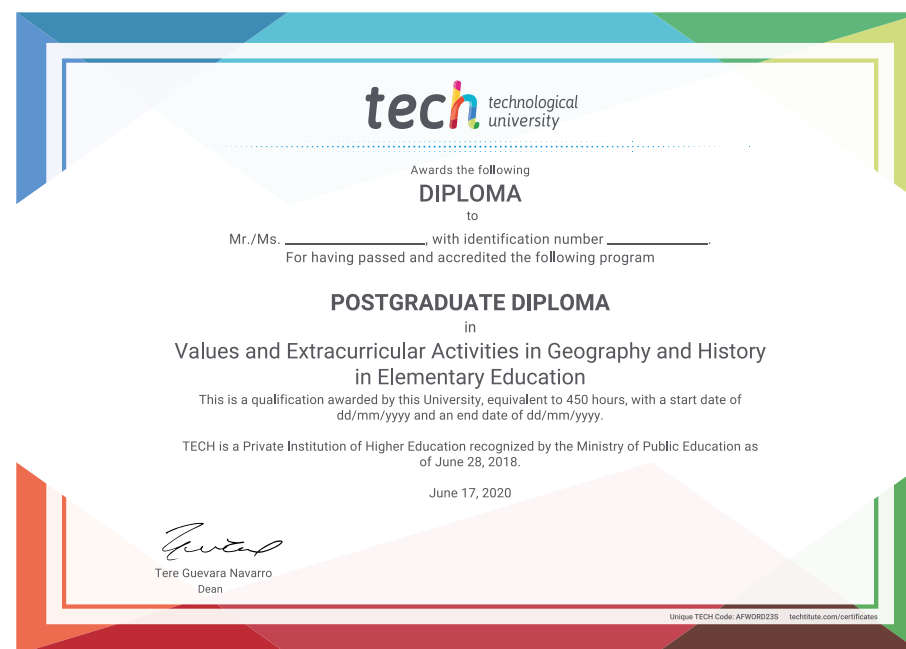 tech technological
university
Awards the following
DIPLOMA
to
Mr./Ms. ____________________, with identification number ______________.
For having passed and accredited the following program
POSTGRADUATE DIPLOMA
in
Values and Extracurricular Activities in Geography and History
in Elementary Education
This is a qualification awarded by this University, equivalent to 450 hours, with a start date of
dd/mm/yyyy and an end date of dd/mm/yyyy.
TECH is a Private Institution of Higher Education recognized by the Ministry of Public Education as
of June 28, 2018.
June 17, 2020
Tere Guevara Navarro
Dean
Unique TECH Code: AFWORD23S techtitute.com/certificates